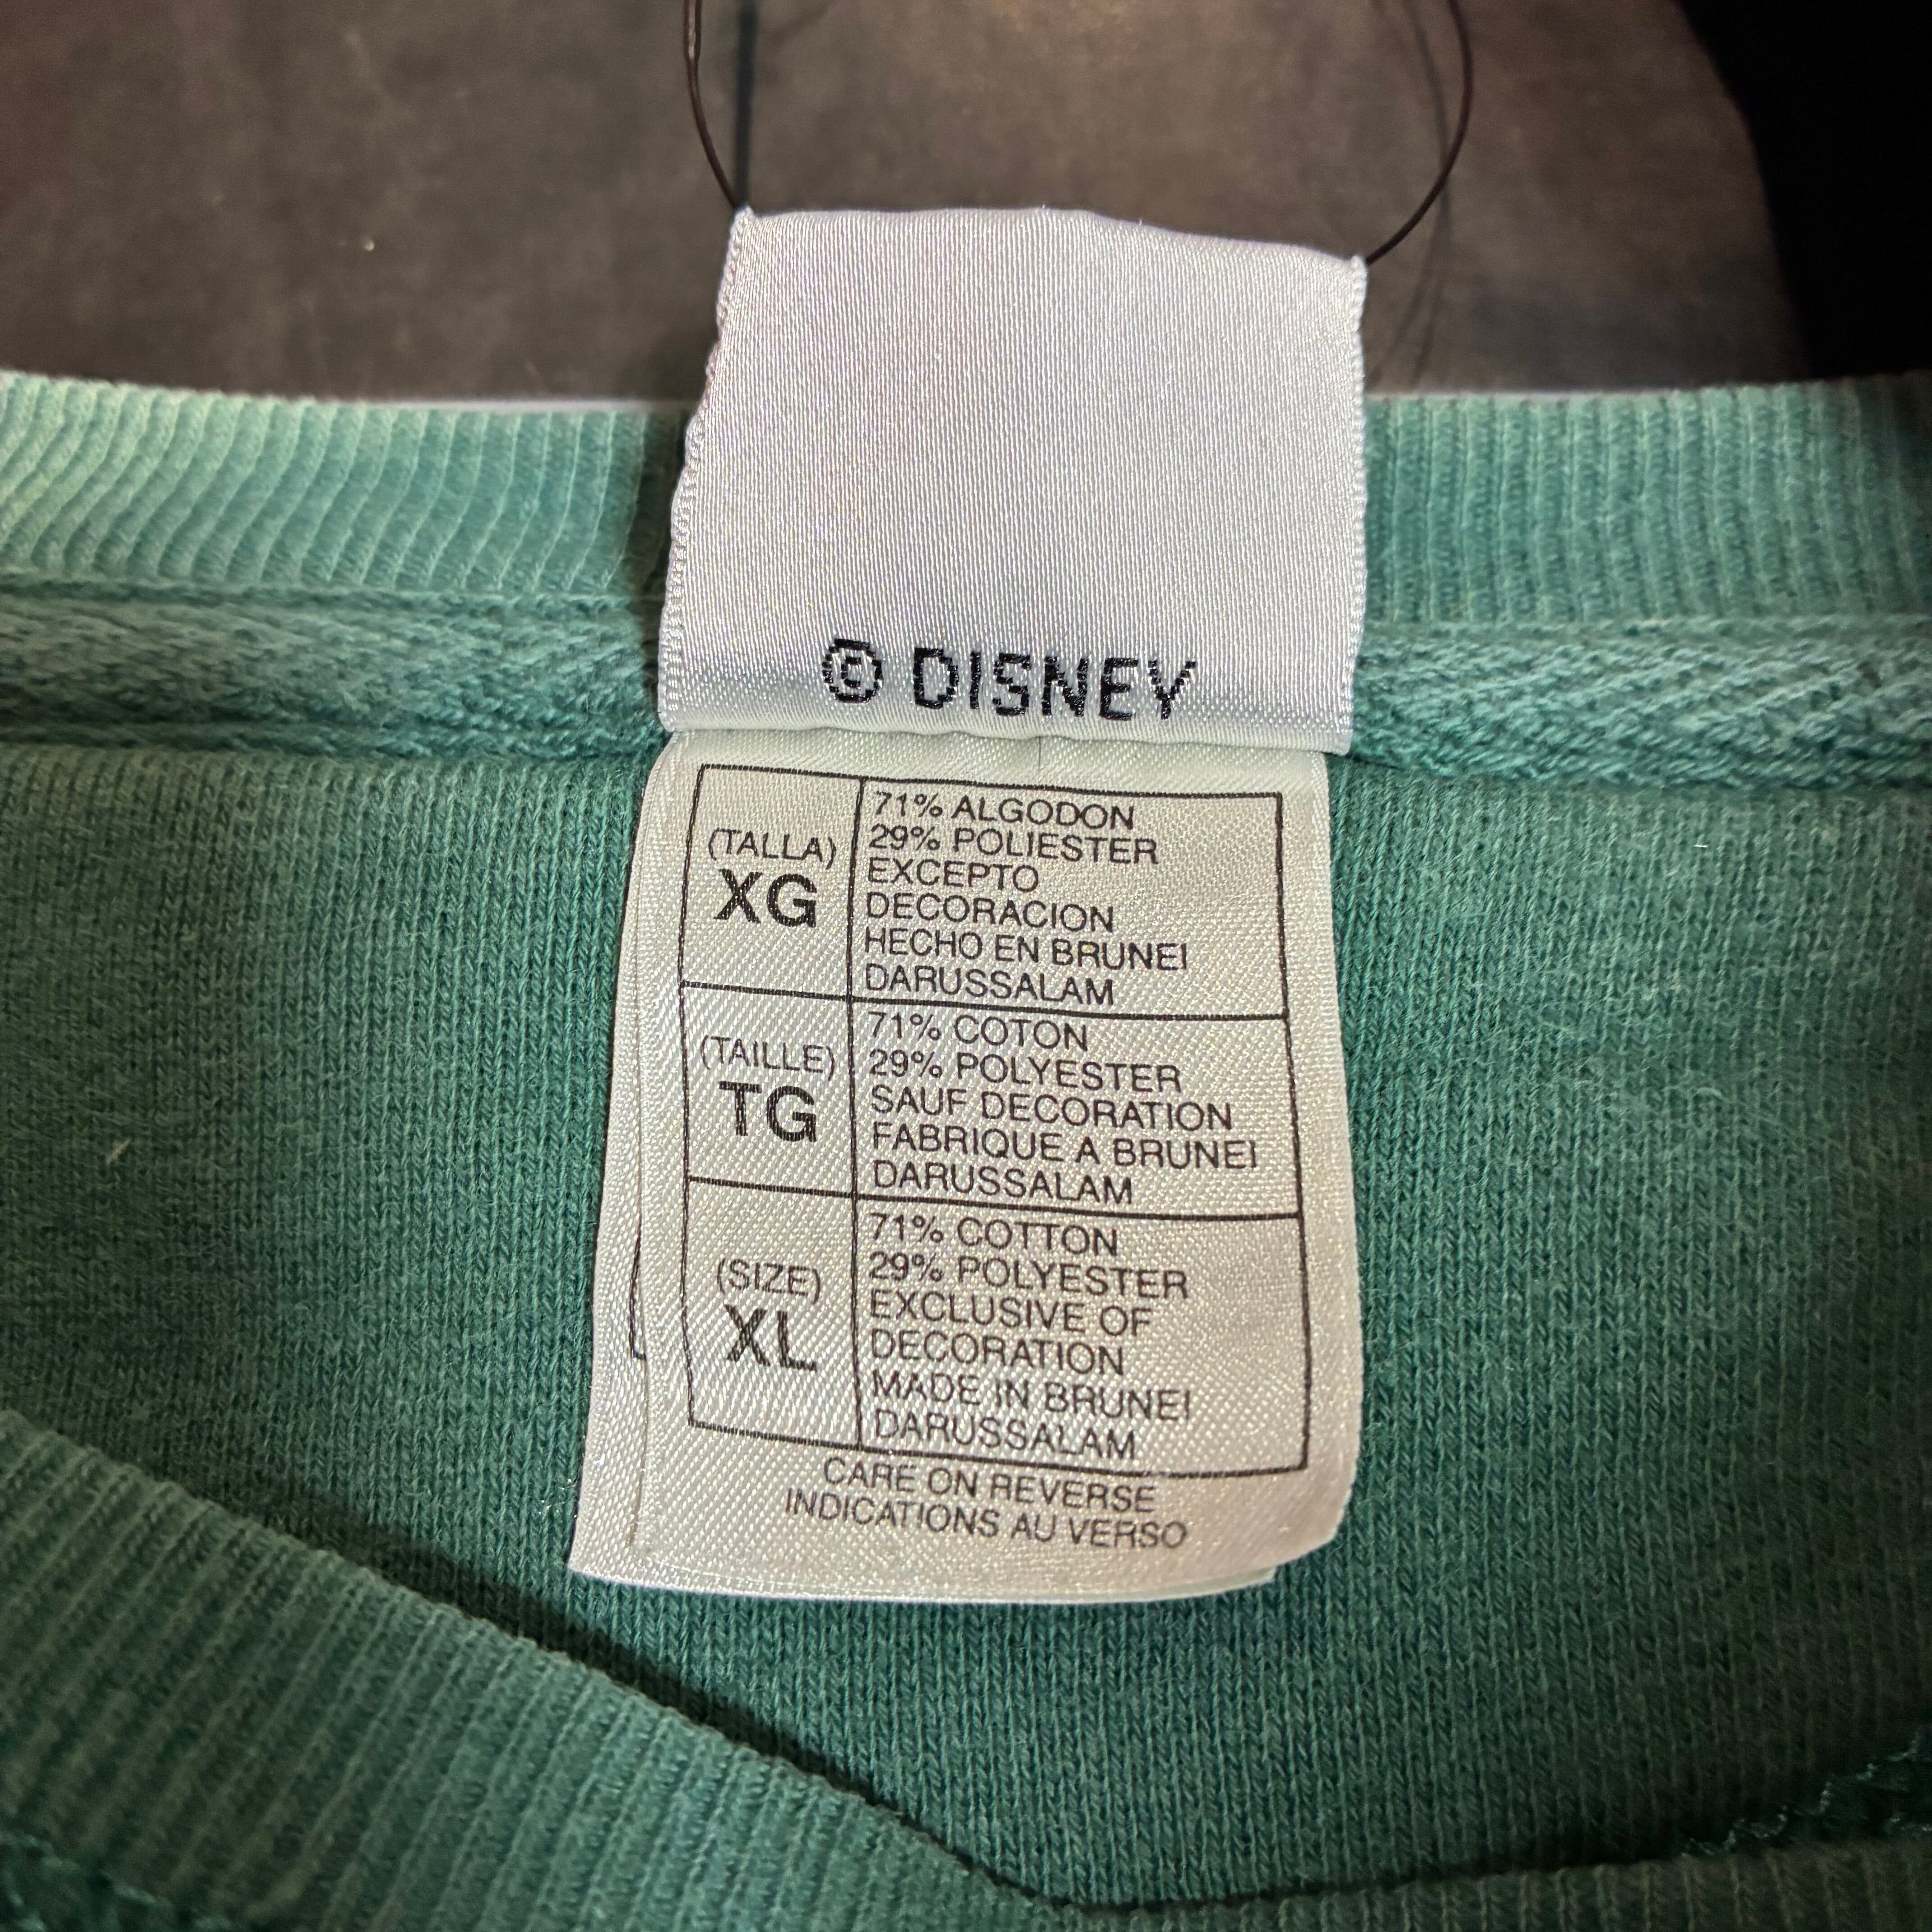 © DISNEY
(TALLA)
XG
71% ALGODON
29% POLIESTER
EXCEPTO
DECORACION
HECHO EN BRUNEI
DARUSSALAM
(TAILLE)
TG
71% COTON
29% POLYESTER
SAUF DECORATION
FABRIQUE A BRUNEI
DARUSSALAM
(SIZE)
XL
71% COTTON
29% POLYESTER
EXCLUSIVE OF
DECORATION
MADE IN BRUNEI
DARUSSALAM
CARE ON REVERSE
INDICATIONS AU VERSO